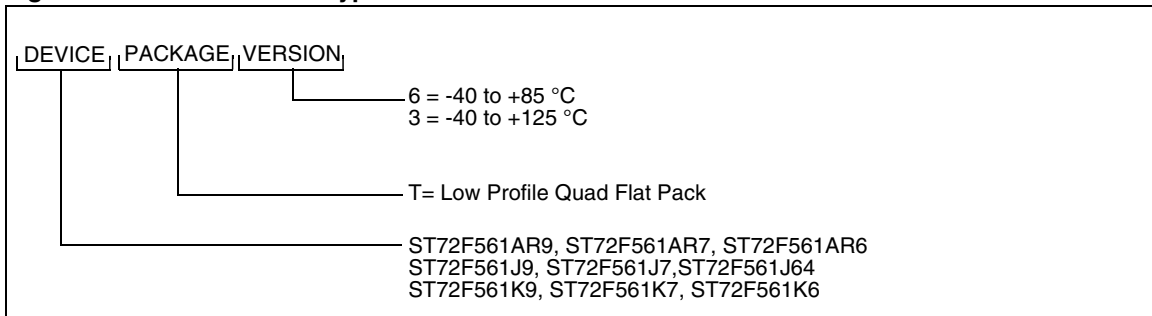 DEVICE PACKAGE VERSION
6 = -40 to +85 °C
3 = -40 to +125 °C
T= Low Profile Quad Flat Pack
ST72F561AR9, ST72F561AR7, ST72F561AR6
ST72F561J9, ST72F561J7,ST72F561J64
ST72F561K9, ST72F561K7, ST72F561K6